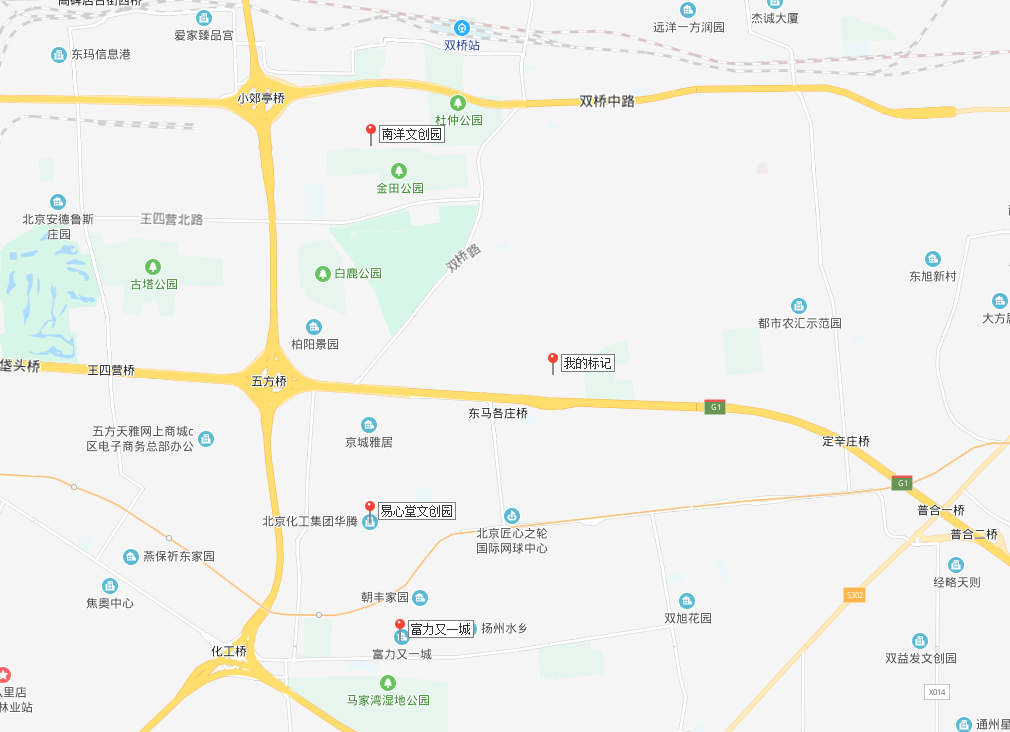 爱家臻品宫
双桥站
远洋一方润园
杰诚大厦
东玛信息港
小郊亭桥
双桥中路
杜仲公园
南洋文创园
金田公园
北京安德鲁斯
庄园
王四营北路
双桥路
古塔公园
白鹿公园
东旭新村
都市农汇示范园
柏阳景园
垡头桥
王四营桥
五方桥
我的标记
G1
东马各庄桥
五方天雅网上商城c
区电子商务总部办公
京城雅居
定辛庄桥
G1
易心堂文创园
北京化工集团华腾
普合一桥
北京匠心之轮
国际网球中心
普合二桥
燕保祈东家园
焦奥中心
朝丰家园
经略天则
S302
双旭花园
富力又一城
扬州水乡
化工桥
富力又一城
双益发文创园
林业站
马家湾湿地公园
X014
通州星